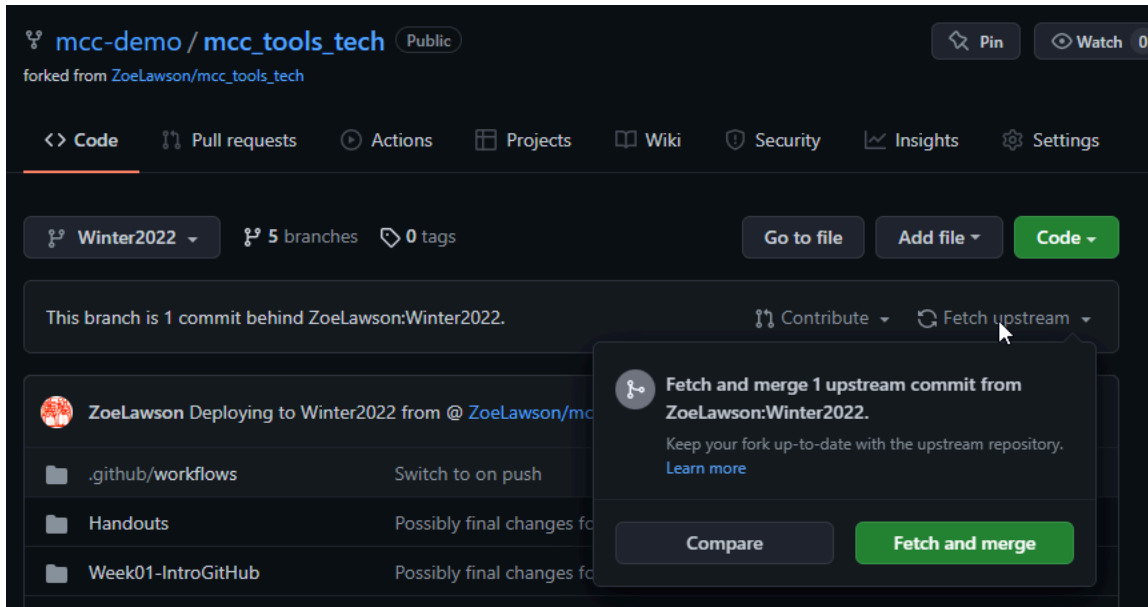 mcc-demo / mcc_tools_tech Public Pin Watch 0
forked from ZoeLawson/mcc_tools_tech
<> Code Pull requests Actions Projects Wiki Security Insights Settings
Winter2022 5 branches 0 tags Go to file Add file Code
This branch is 1 commit behind ZoeLawson:Winter2022. Contribute Fetch upstream
Fetch and merge 1 upstream commit from
ZoeLawson:Winter2022.
Keep your fork up-to-date with the upstream repository.
Learn more
Compare Fetch and merge
ZoeLawson Deploying to Winter2022 from @ ZoeLawson/mc
.github/workflows Switch to on push
Handouts Possibly final changes fo
Week01-IntroGitHub Possibly final changes fo